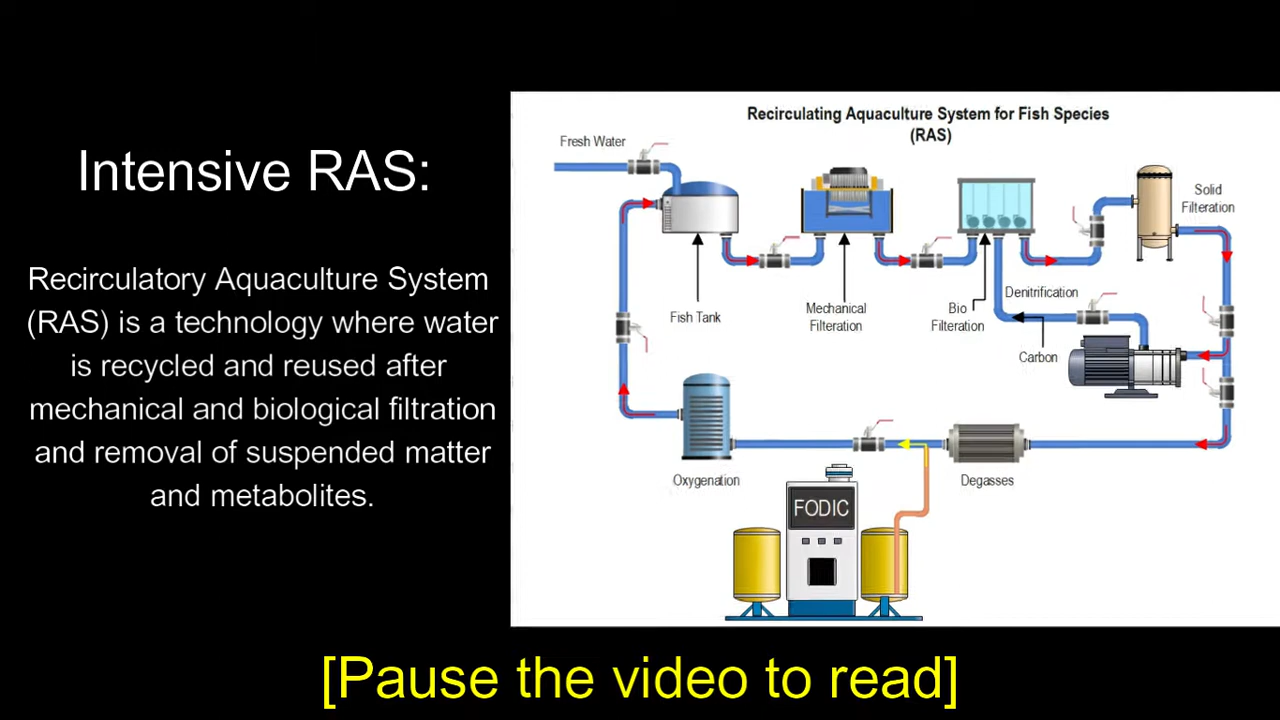 Intensive RAS:
Recirculatory Aquaculture System
(RAS) is a technology where water
is recycled and reused after
mechanical and biological filtration
and removal of suspended matter
and metabolites.
Recirculating Aquaculture System for Fish Species
(RAS)
Fresh Water
Solid
Filteration
Fish Tank
Mechanical
Filteration
Bio
Filteration
Denitrification
Carbon
Oxygenation
Degasses
FODIC
[Pause the video to read]